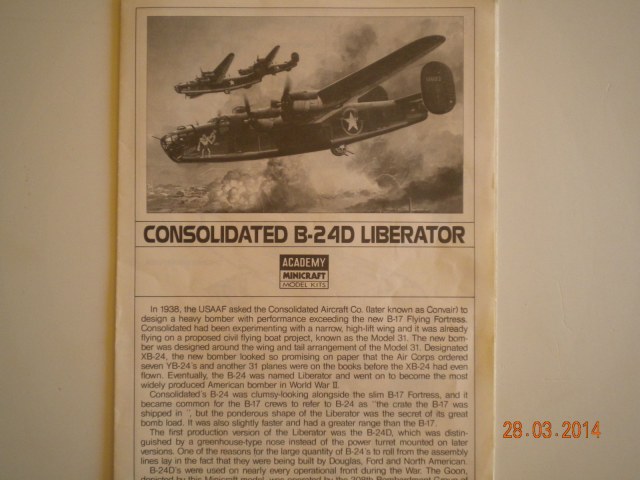 CONSOLIDATED B-24D LIBERATOR
ACADEMY
MINICRAFT
MODEL KITS
In 1938, the USAAF asked the Consolidated Aircraft Co. (later known as Convair) to
design a heavy bomber with performance exceeding the new B-17 Flying Fortress.
Consolidated had been experimenting with a narrow, high-lift wing and it was already
flying on a proposed civil flying boat project, known as the Model 31. The new bom-
ber was designed around the wing and tail arrangement of the Model 31. Designated
XB-24, the new bomber looked so promising on paper that the Air Corps ordered
seven YB-24's and another 31 planes were on the books before the XB-24 had even
flown. Eventually, the B-24 was named Liberator and went on to become the most
widely produced American bomber in World War II.
Consolidated's B-24 was clumsy-looking alongside the slim B-17 Fortress, and it
became common for the B-17 crews to refer to B-24 as "the crate the B-17 was
shipped in ", but the ponderous shape of the Liberator was the secret of its great
bomb load. It was also slightly faster and had a greater range than the B-17.
The first production version of the Liberator was the B-24D, which was distin-
guished by a greenhouse-type nose instead of the power turret mounted on later
versions. One of the reasons for the large quantity of B-24's to roll from the assembly
lines lay in the fact that they were being built by Douglas, Ford and North American.
B-24D's were used on nearly every operational front during the war. The Goon,
28.03.2014